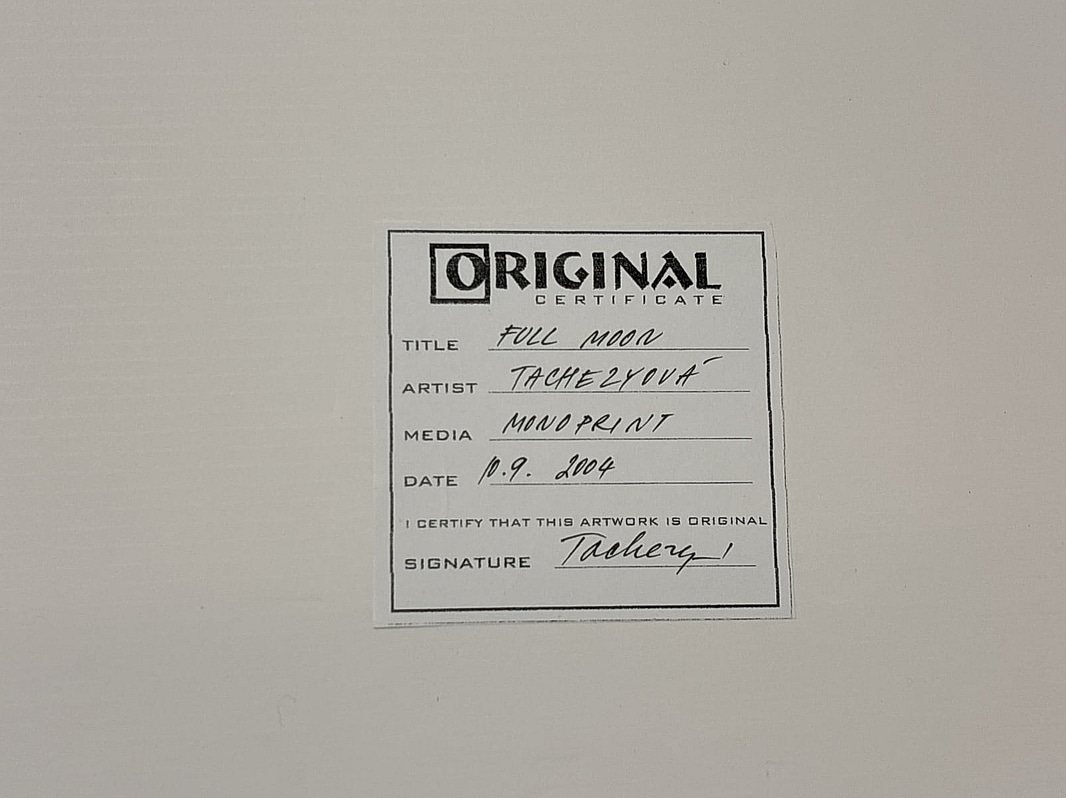 ORIGINAL
CERTIFICATE
TITLE FULL MOON
ARTIST TACHEZYOVÁ
MEDIA MONOPRINT
DATE 10.9. 2004
I CERTIFY THAT THIS ARTWORK IS ORIGINAL
SIGNATURE